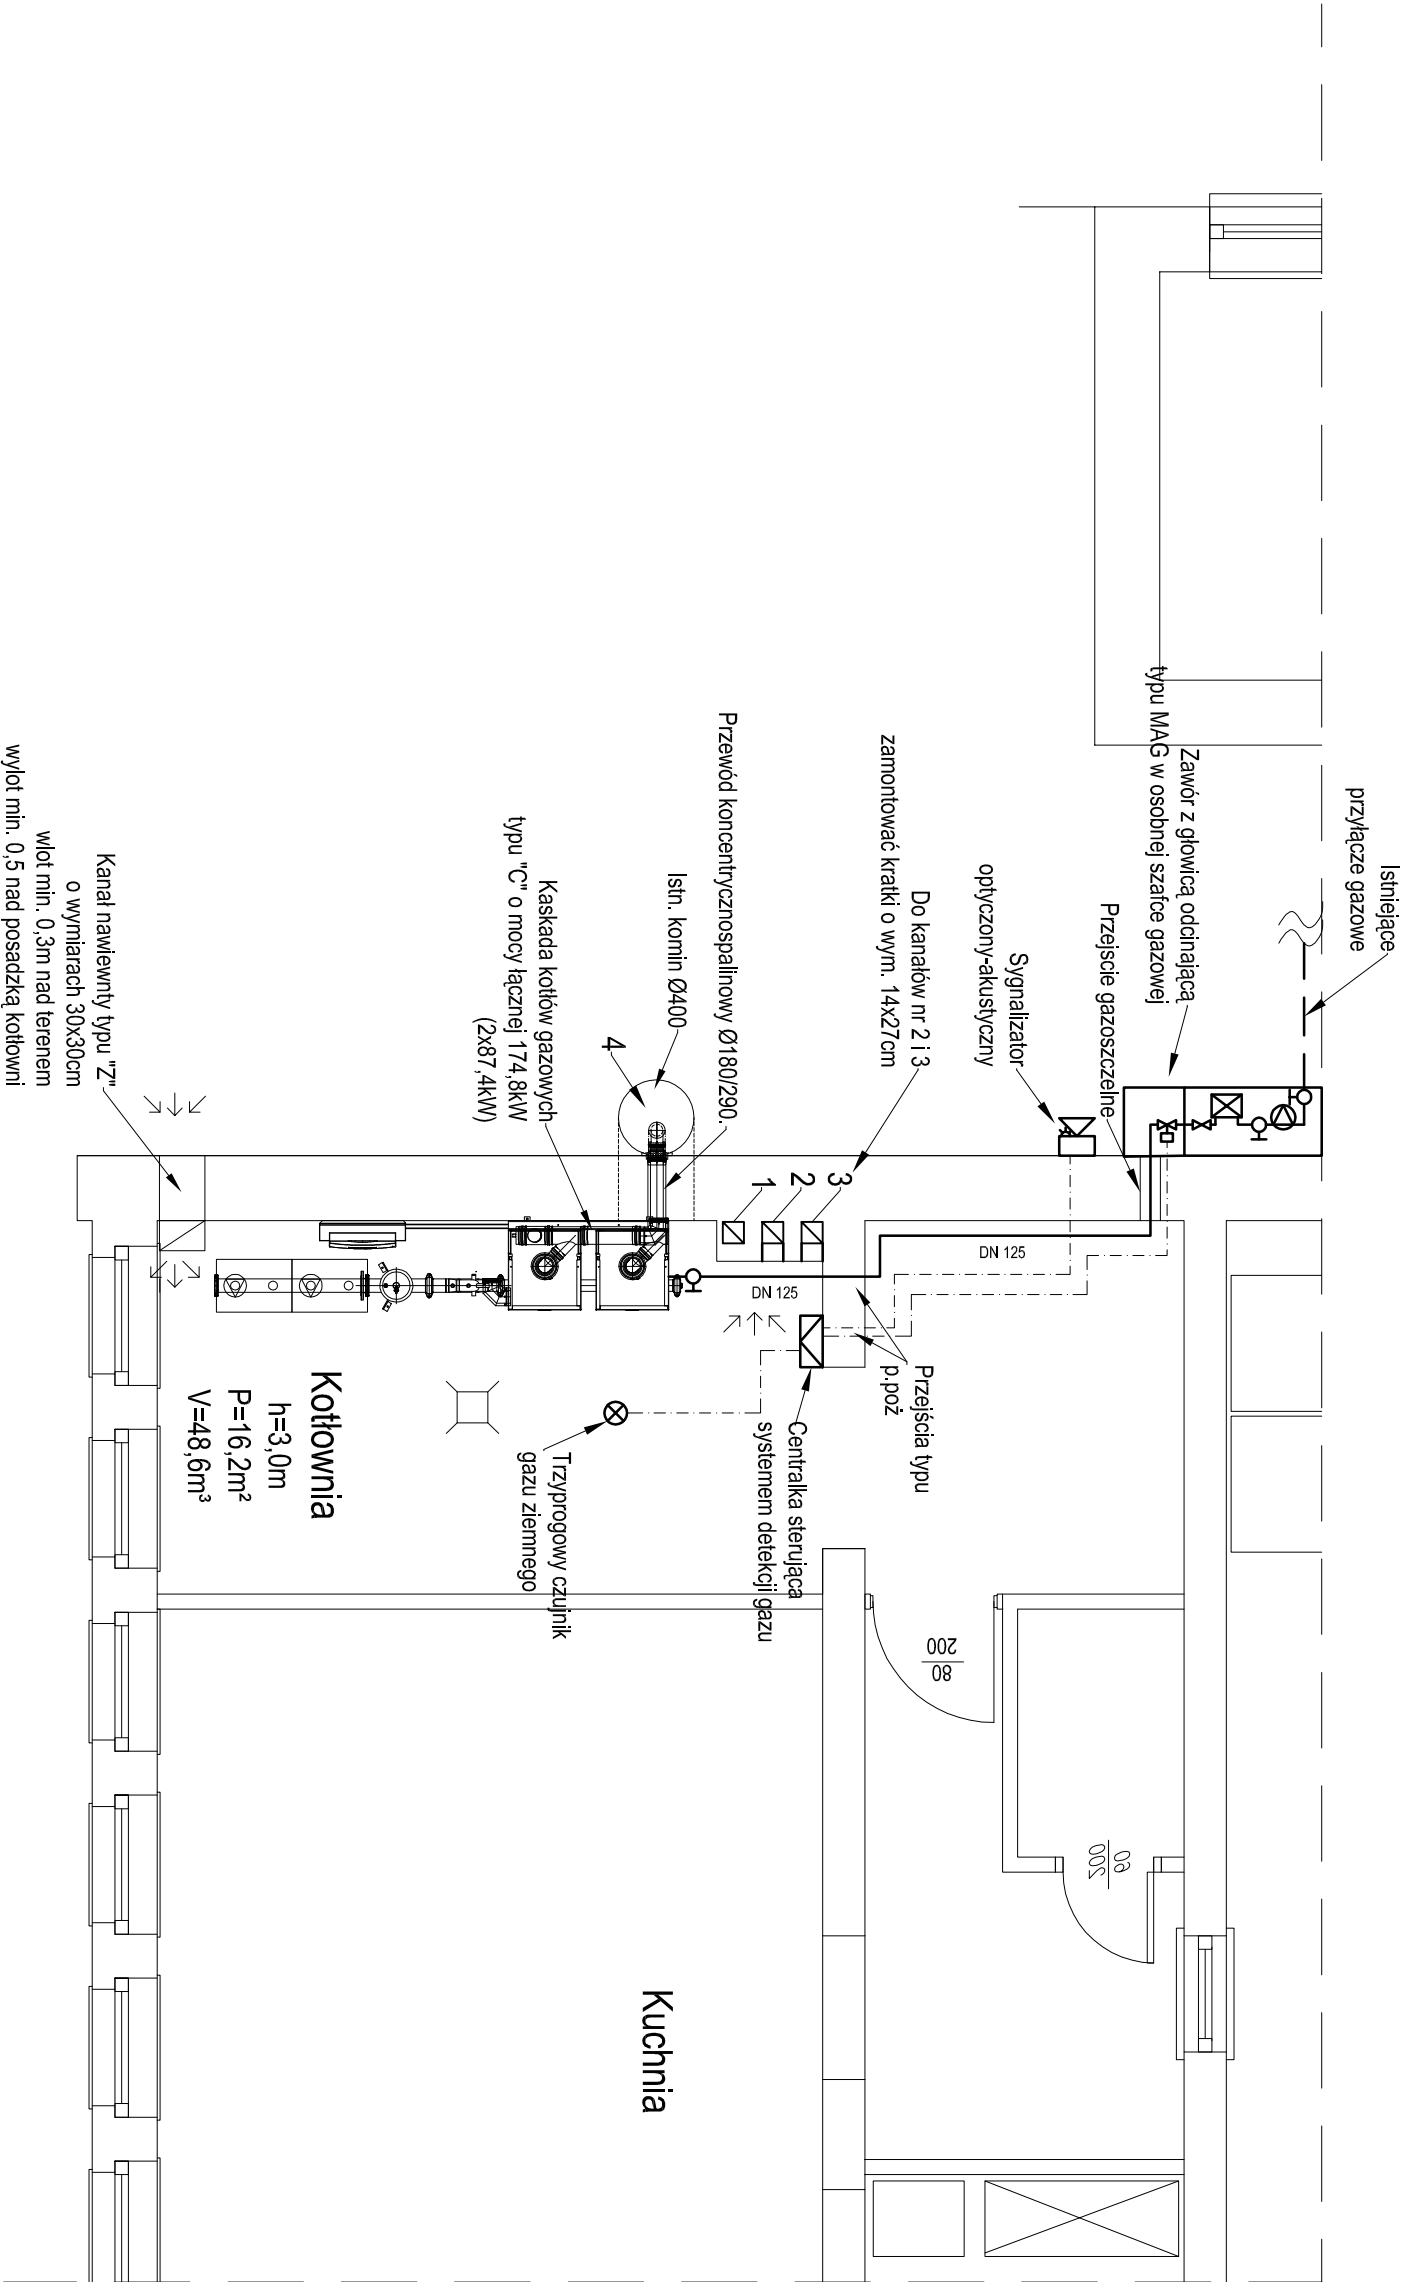 Istniejące
przyłącze gazowe
Zawór z głowicą odcinającą
typu MAG w osobnej szafce gazowej
Przejscie gazoszczelne
Sygnalizator
optyczony-akustyczny
Do kanałów nr 2 i 3
zamontować kratki o wym. 14x27cm
Przewód koncentrycznospalinowy Ø180/290.
Istn. komin Ø400
4
Kaskada kotłów gazowych
typu "C" o mocy łącznej 174,8kW
(2x87,4kW)
Kanał nawiewnty typu "Z"
o wymiarach 30x30cm
wlot min. 0,3m nad terenem
wylot min. 0,5 nad posadzką kotłowni
3
2
1
DN 125
DN 125
Przejścia typu
p.poż
Centralka sterująca
systemem detekcji gazu
Trzyprogowy czujnik
gazu ziemnego
Kotłownia
h=3,0m
P=16,2m²
V=48,6m³
80
200
60
200
Kuchnia